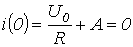 i(0) = U₀/R + A = 0